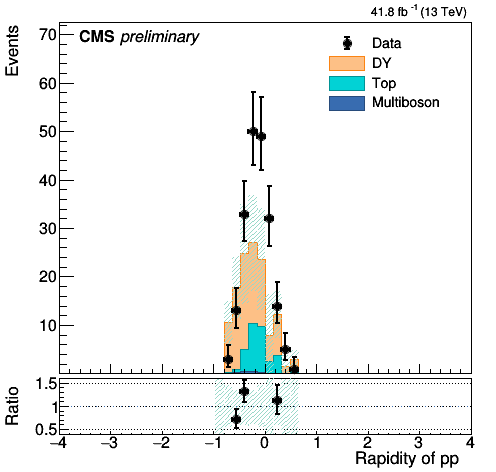 41.8 fb⁻¹ (13 TeV)
CMS preliminary
Events
70
60
50
40
30
20
10
Data
DY
Top
Multiboson
Ratio
1.5
1
0.5
−4 −3 −2 −1 0 1 2 3 4
Rapidity of pp